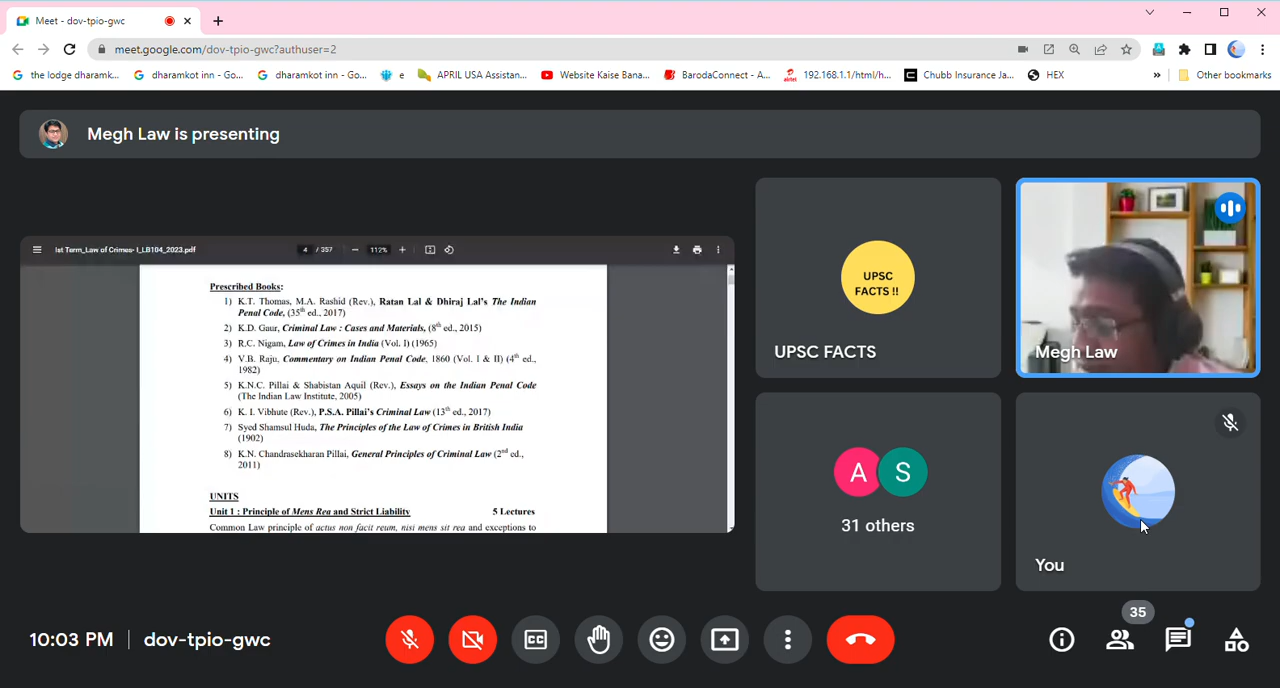 Meet - dov-tpio-gwc
meet.google.com/dov-tpio-gwc?authuser=2
the lodge dharamk...
dharamkot inn - Go...
dharamkot inn - Go...
e
APRIL USA Assistan...
Website Kaise Bana...
BarodaConnect - A...
airtel
192.168.1.1/html/h...
Chubb Insurance Ja...
HEX
»
Other bookmarks
Megh Law is presenting
Ist Term_Law of Crimes- I_LB104_2023.pdf
4 / 357
112%
Prescribed Books:
1) K.T. Thomas, M.A. Rashid (Rev.), Ratan Lal & Dhiraj Lal's The Indian
Penal Code, (35th ed., 2017)
2) K.D. Gaur, Criminal Law : Cases and Materials, (8th ed., 2015)
3) R.C. Nigam, Law of Crimes in India (Vol. I) (1965)
4) V.B. Raju, Commentary on Indian Penal Code, 1860 (Vol. I & II) (4th ed.,
1982)
5) K.N.C. Pillai & Shabistan Aquil (Rev.), Essays on the Indian Penal Code
(The Indian Law Institute, 2005)
6) K. I. Vibhute (Rev.), P.S.A. Pillai's Criminal Law (13th ed., 2017)
7) Syed Shamsul Huda, The Principles of the Law of Crimes in British India
(1902)
8) K.N. Chandrasekharan Pillai, General Principles of Criminal Law (2nd ed.,
2011)
UNITS
Unit 1 : Principle of Mens Rea and Strict Liability 5 Lectures
Common Law principle of actus non facit reum, nisi mens sit rea and exceptions to
UPSC
FACTS !!
UPSC FACTS
Megh Law
A S
31 others
You
10:03 PM | dov-tpio-gwc
CC
35